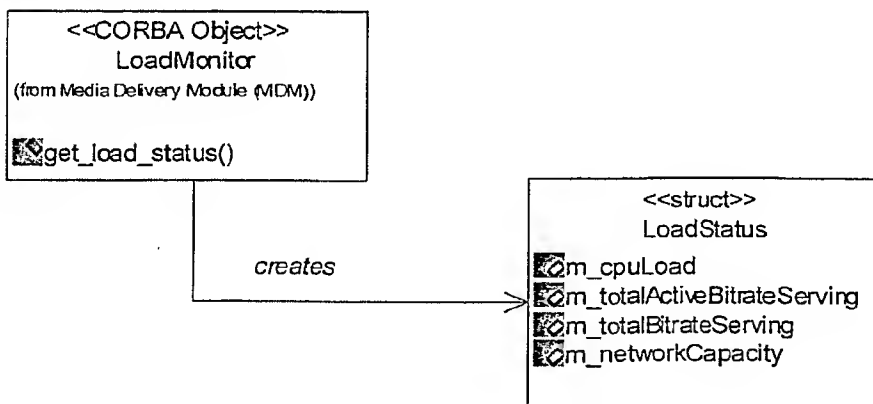 <<CORBA Object>>
LoadMonitor
(from Media Delivery Module (MDM))
get_load_status()
creates
<<struct>>
LoadStatus
m_cpuLoad
m_totalActiveBitrateServing
m_totalBitrateServing
m_networkCapacity